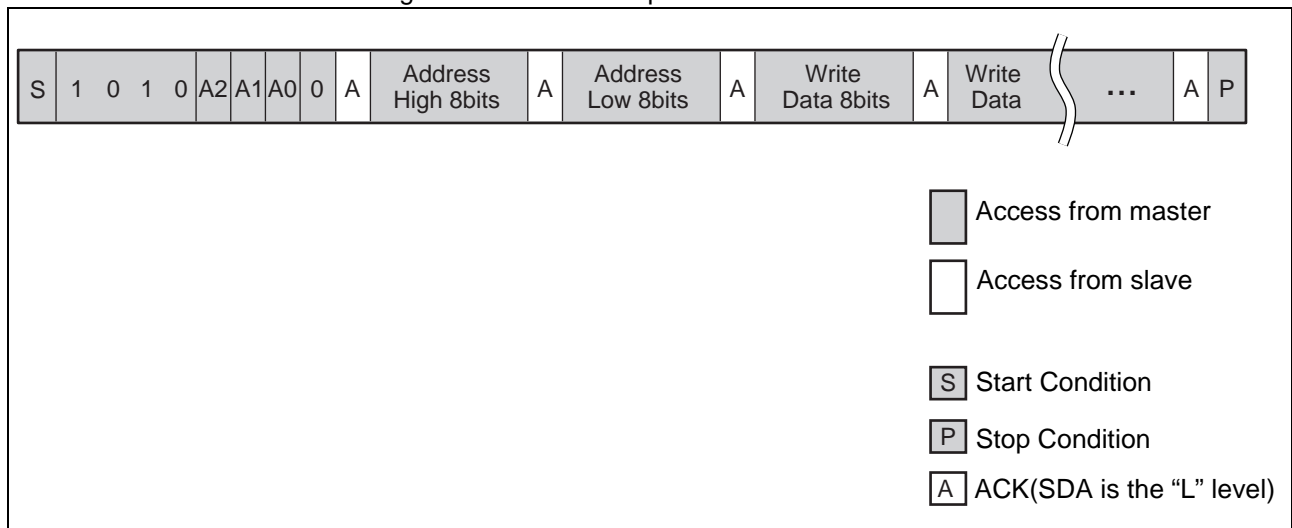 S 1 0 1 0 A2 A1 A0 0 A Address High 8bits A Address Low 8bits A Write Data 8bits A Write Data ... A P
Access from master
Access from slave
S Start Condition
P Stop Condition
A ACK(SDA is the “L” level)